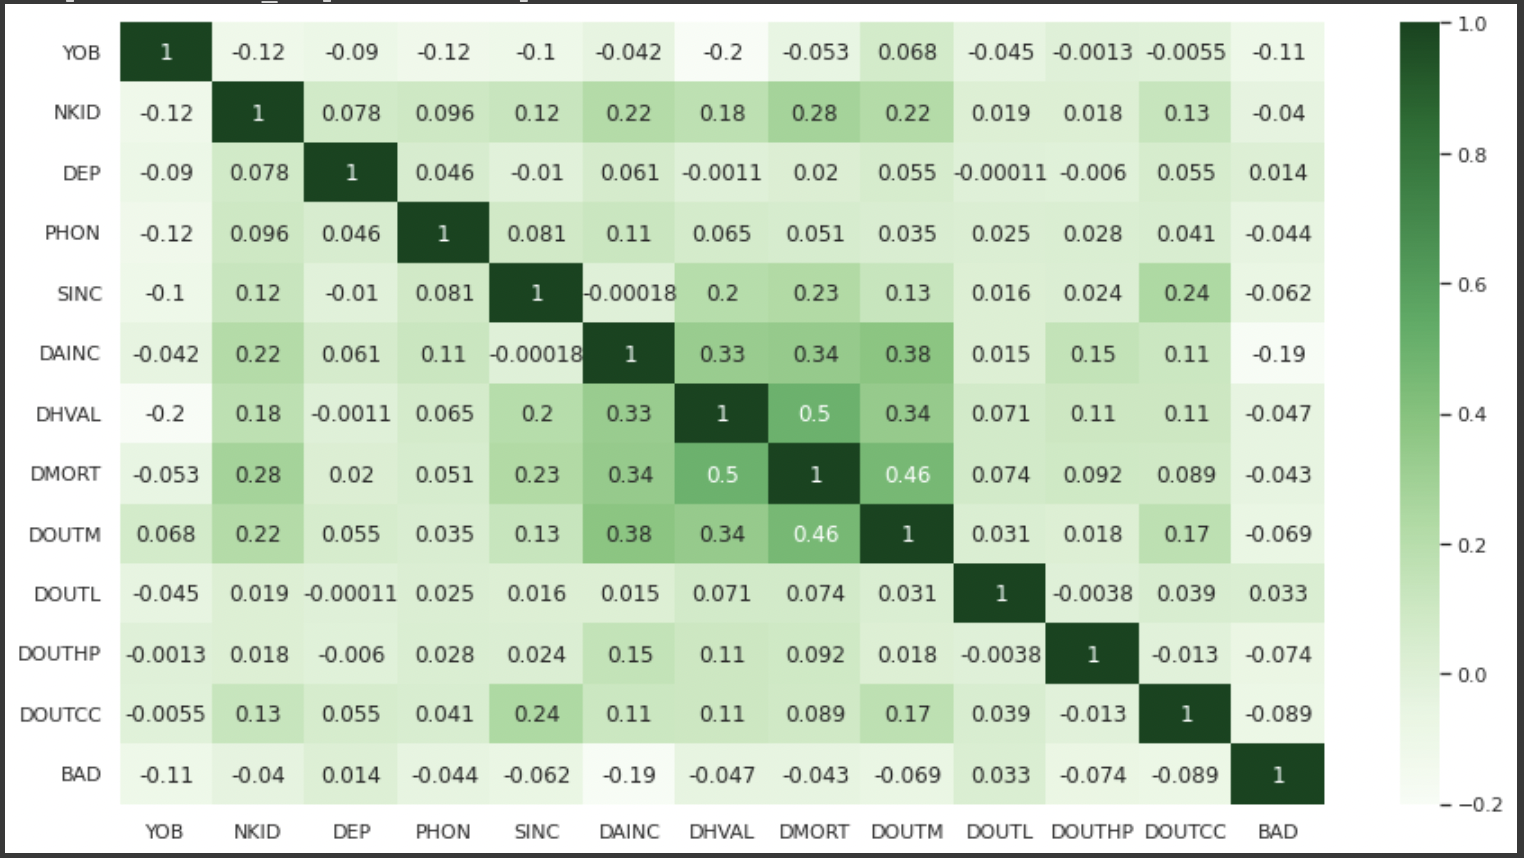 YOB 1 -0.12 -0.09 -0.12 -0.1 -0.042 -0.2 -0.053 0.068 -0.045 -0.0013 -0.0055 -0.11
NKID -0.12 1 0.078 0.096 0.12 0.22 0.18 0.28 0.22 0.019 0.018 0.13 -0.04
DEP -0.09 0.078 1 0.046 -0.01 0.061 -0.0011 0.02 0.055 -0.00011 -0.006 0.055 0.014
PHON -0.12 0.096 0.046 1 0.081 0.11 0.065 0.051 0.035 0.025 0.028 0.041 -0.044
SINC -0.1 0.12 -0.01 0.081 1 -0.00018 0.2 0.23 0.13 0.016 0.024 0.24 -0.062
DAINC -0.042 0.22 0.061 0.11 -0.00018 1 0.33 0.34 0.38 0.015 0.15 0.11 -0.19
DHVAL -0.2 0.18 -0.0011 0.065 0.2 0.33 1 0.5 0.34 0.071 0.11 0.11 -0.047
DMORT -0.053 0.28 0.02 0.051 0.23 0.34 0.5 1 0.46 0.074 0.092 0.089 -0.043
DOUTM 0.068 0.22 0.055 0.035 0.13 0.38 0.34 0.46 1 0.031 0.018 0.17 -0.069
DOUTL -0.045 0.019 -0.00011 0.025 0.016 0.015 0.071 0.074 0.031 1 -0.0038 0.039 0.033
DOUTHP -0.0013 0.018 -0.006 0.028 0.024 0.15 0.11 0.092 0.018 -0.0038 1 -0.013 -0.074
DOUTCC -0.0055 0.13 0.055 0.041 0.24 0.11 0.11 0.089 0.17 0.039 -0.013 1 -0.089
BAD -0.11 -0.04 0.014 -0.044 -0.062 -0.19 -0.047 -0.043 -0.069 0.033 -0.074 -0.089 1
YOB NKID DEP PHON SINC DAINC DHVAL DMORT DOUTM DOUTL DOUTHP DOUTCC BAD
1.0
0.8
0.6
0.4
0.2
0.0
−0.2